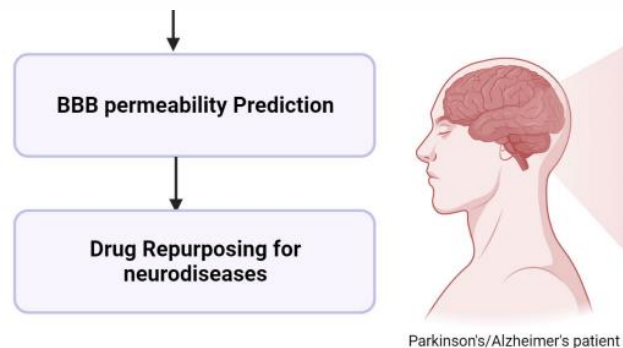 BBB permeability Prediction
Drug Repurposing for
neurodiseases
Parkinson's/Alzheimer's patient